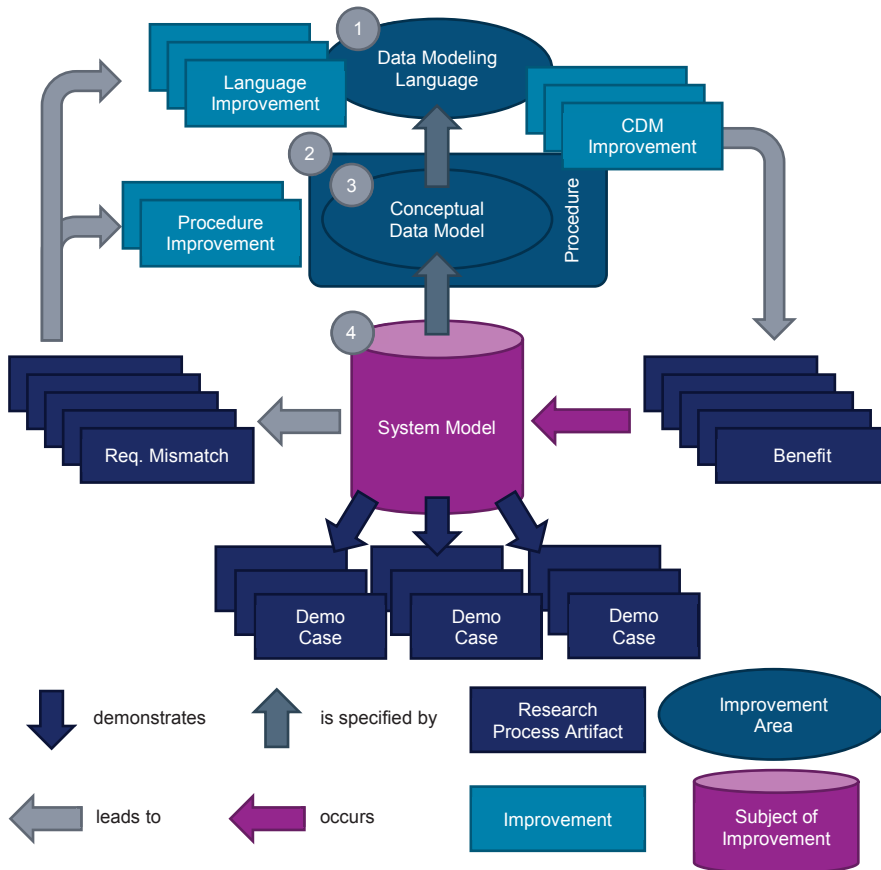 1
Data Modeling
Language
Language
Improvement
CDM
Improvement
2
3
Conceptual
Data Model
Procedure
Procedure
Improvement
4
System Model
Req. Mismatch
Benefit
Demo
Case
Demo
Case
Demo
Case
demonstrates
is specified by
Research
Process Artifact
Improvement
Area
leads to
occurs
Improvement
Subject of
Improvement